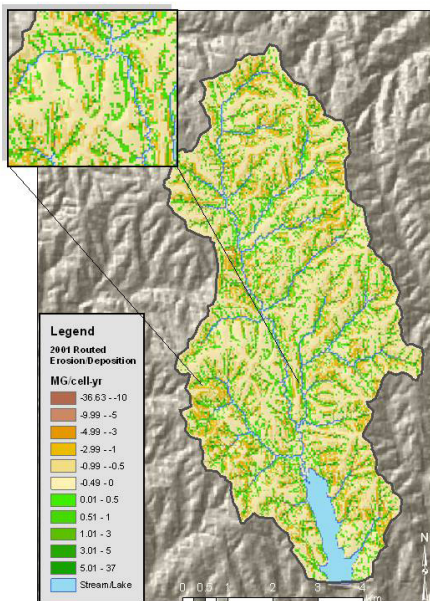 Legend
2001 Routed
Erosion/Deposition
MG/cell-yr
-36.63 --10
-9.99 --5
-4.99 --3
-2.99 --1
-0.99 --0.5
-0.49 - 0
0.01 - 0.5
0.51 - 1
1.01 - 3
3.01 - 5
5.01 - 37
Stream/Lake
N
0 0.5 1 2 3 4